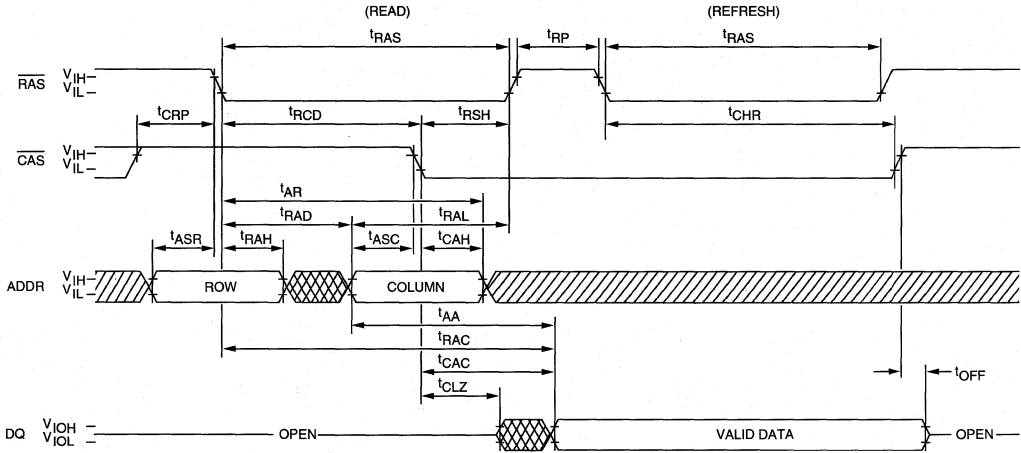 (READ) (REFRESH)
tRAS tRP tRAS
RAS VIH VIL
tCRP tRCD tRSH tCHR
CAS VIH VIL
tAR
tRAD tRAL
tASR tRAH tASC tCAH
ADDR VIH VIL ROW COLUMN
tAA
tRAC
tCAC
tCLZ tOFF
DQ VIOH VIOL OPEN VALID DATA OPEN